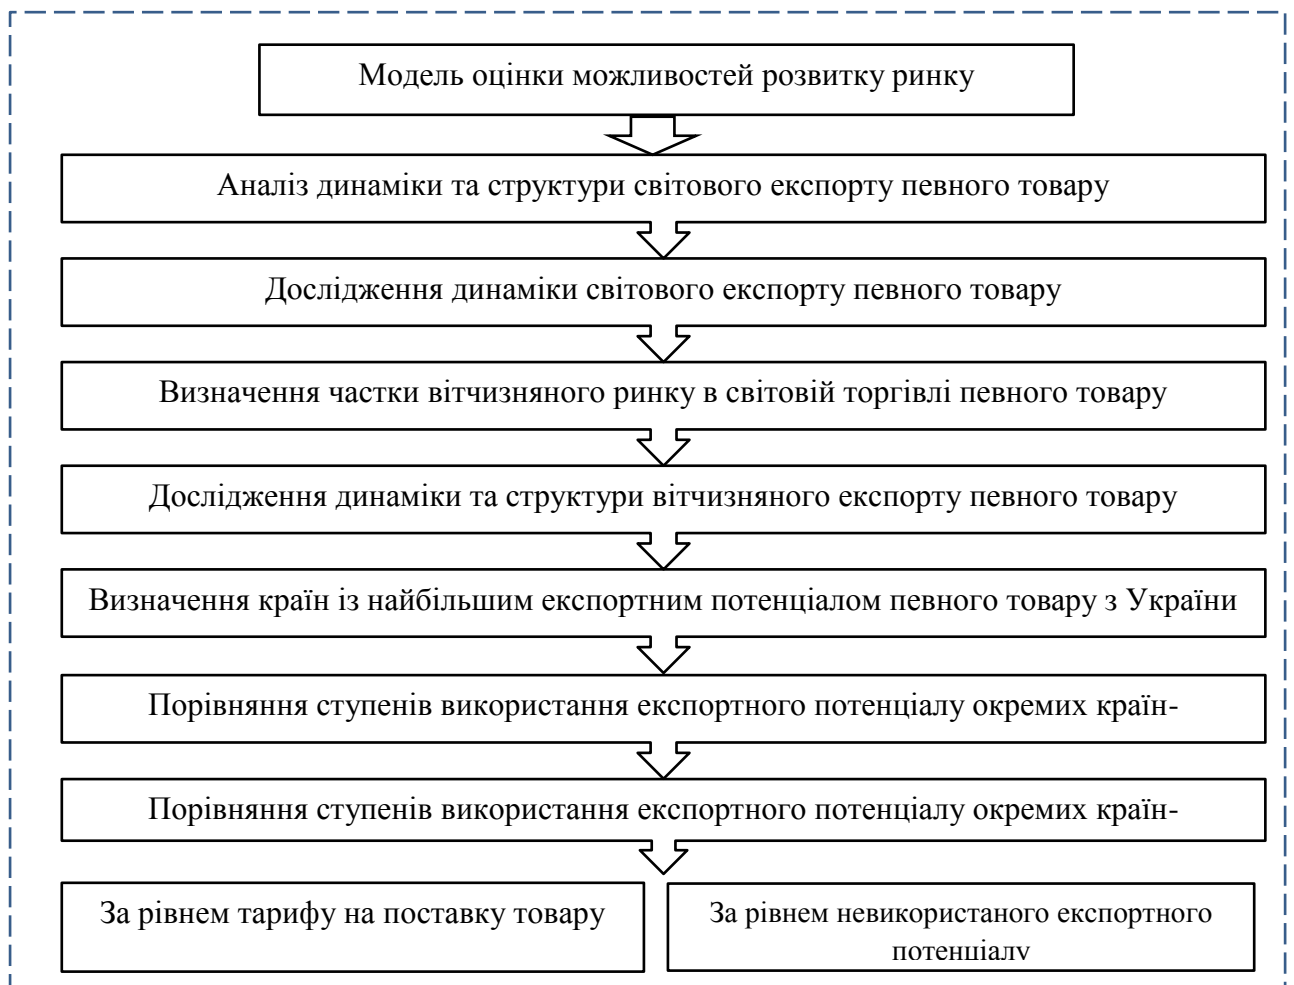 Модель оцінки можливостей розвитку ринку
Аналіз динаміки та структури світового експорту певного товару
Дослідження динаміки світового експорту певного товару
Визначення частки вітчизняного ринку в світовій торгівлі певного товару
Дослідження динаміки та структури вітчизняного експорту певного товару
Визначення країн із найбільшим експортним потенціалом певного товару з України
Порівняння ступенів використання експортного потенціалу окремих країн-
Порівняння ступенів використання експортного потенціалу окремих країн-
За рівнем тарифу на поставку товару
За рівнем невикористаного експортного
потенціалу